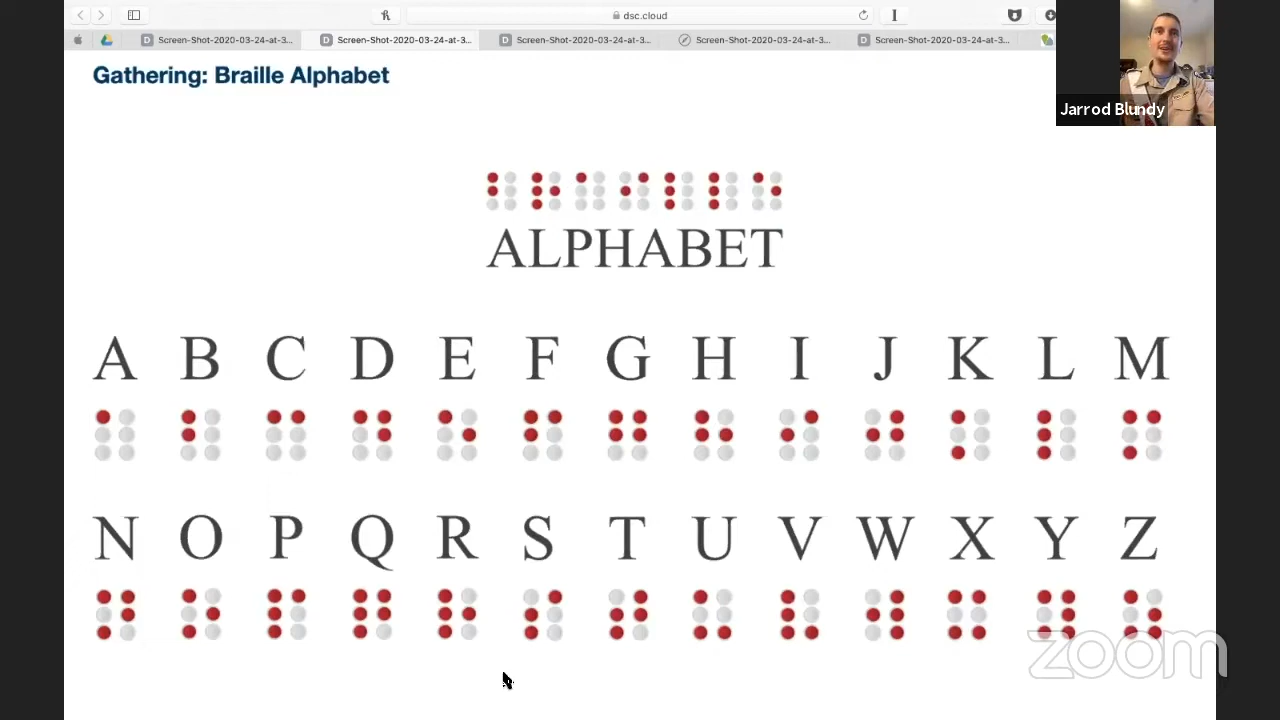 dsc.cloud
Screen-Shot-2020-03-24-at-3... Screen-Shot-2020-03-24-at-3... Screen-Shot-2020-03-24-at-3... Screen-Shot-2020-03-24-at-3... Screen-Shot-2020-03-24-at-3...
Gathering: Braille Alphabet
Jarrod Blundy
⠃⠗⠁⠊⠇⠇⠑
ALPHABET
A B C D E F G H I J K L M
⠁ ⠃ ⠉ ⠙ ⠑ ⠋ ⠛ ⠓ ⠊ ⠚ ⠅ ⠇ ⠍
N O P Q R S T U V W X Y Z
⠝ ⠕ ⠏ ⠟ ⠗ ⠎ ⠞ ⠥ ⠧ ⠺ ⠭ ⠽ ⠵
zoom